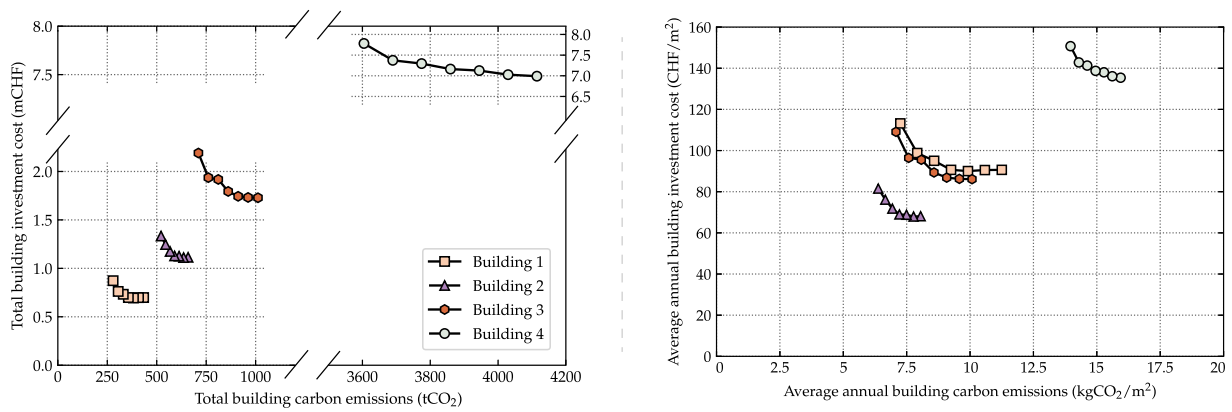 Total building investment cost (mCHF)
8.0
7.5
2.0
1.5
1.0
0.5
0.0
8.0
7.5
7.0
6.5
0 250 500 750 1000 3600 3800 4000 4200
Total building carbon emissions (tCO₂)
Building 1
Building 2
Building 3
Building 4
Average annual building investment cost (CHF/m²)
160
140
120
100
80
60
40
20
0
0 2.5 5.0 7.5 10.0 12.5 15.0 17.5 20
Average annual building carbon emissions (kgCO₂/m²)